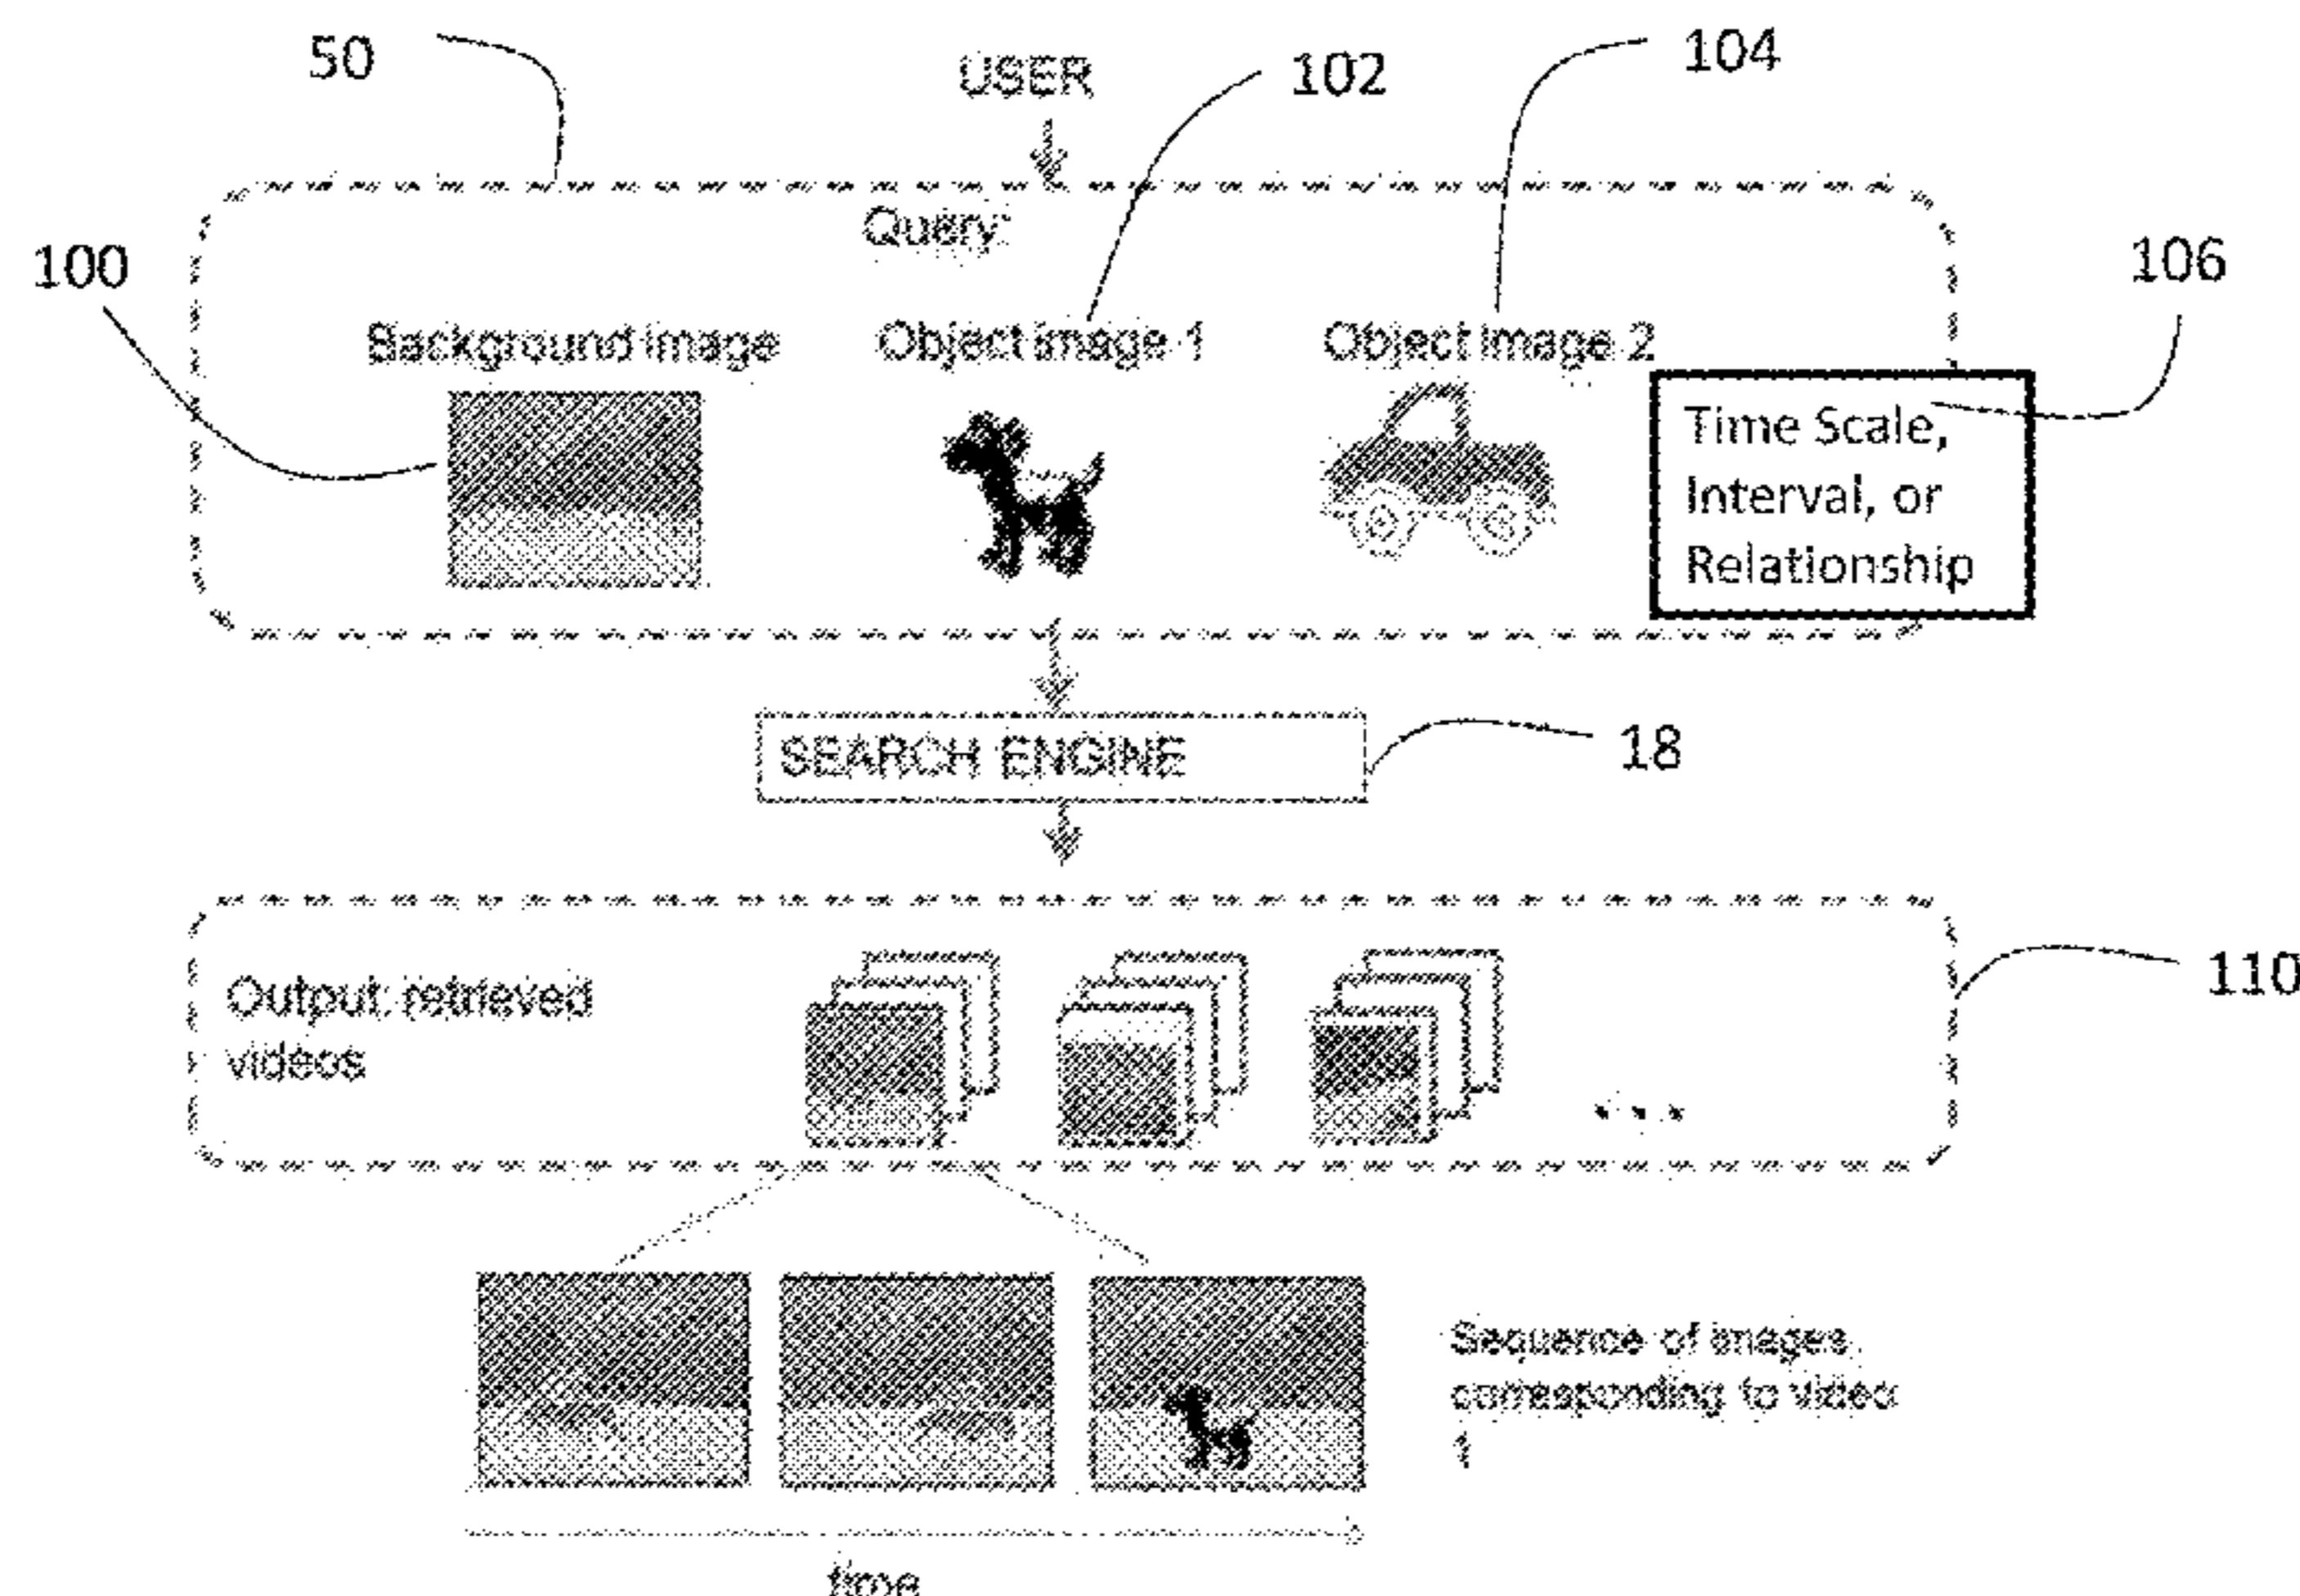 50
USER
102
104
Query:
100
106
Background image
Object image 1
Object image 2
Time Scale,
Interval, or
Relationship
SEARCH ENGINE
18
Output: retrieved
videos
110
Sequence of images
corresponding to video
1
time